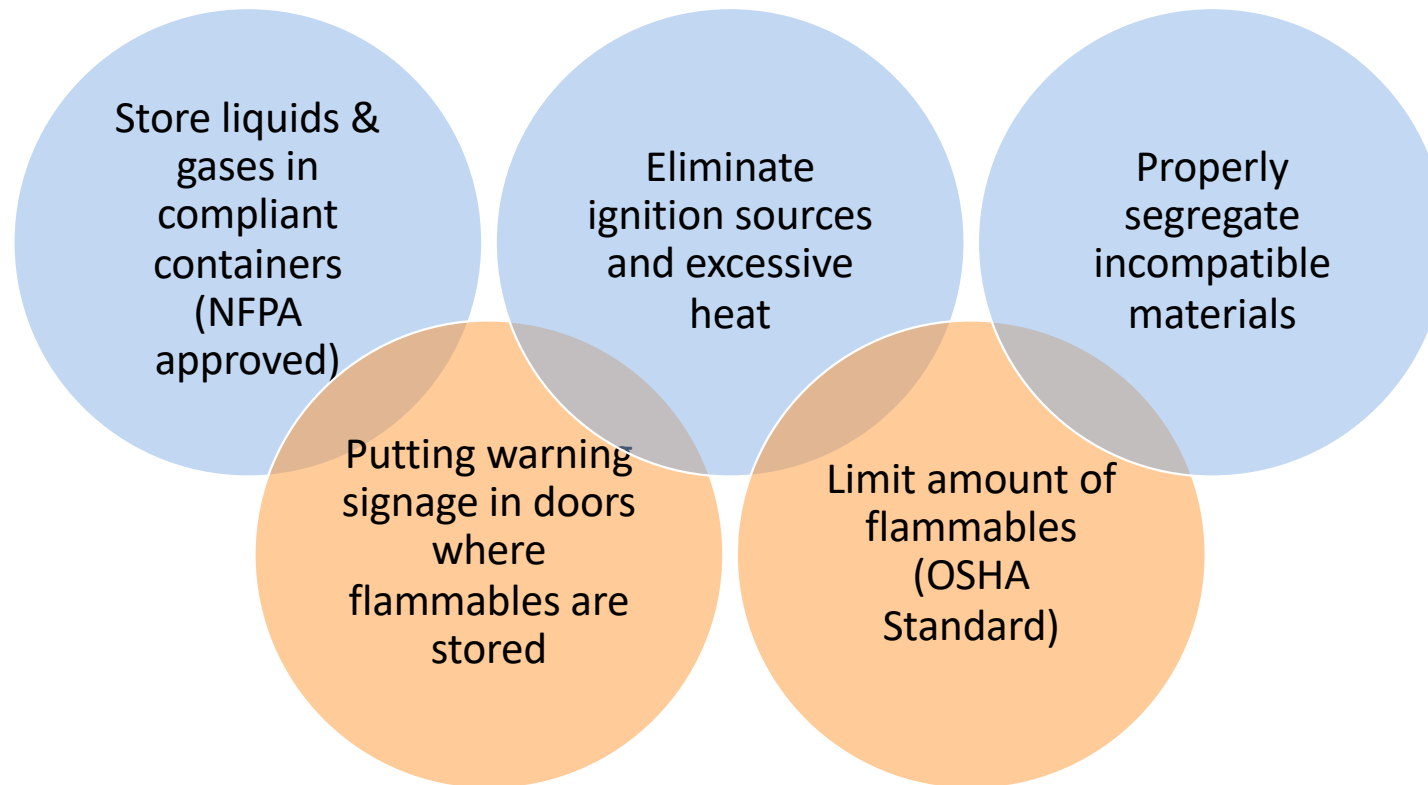 Store liquids &
gases in
compliant
containers
(NFPA
approved)
Eliminate
ignition sources
and excessive
heat
Properly
segregate
incompatible
materials
Putting warning
signage in doors
where
flammables are
stored
Limit amount of
flammables
(OSHA
Standard)